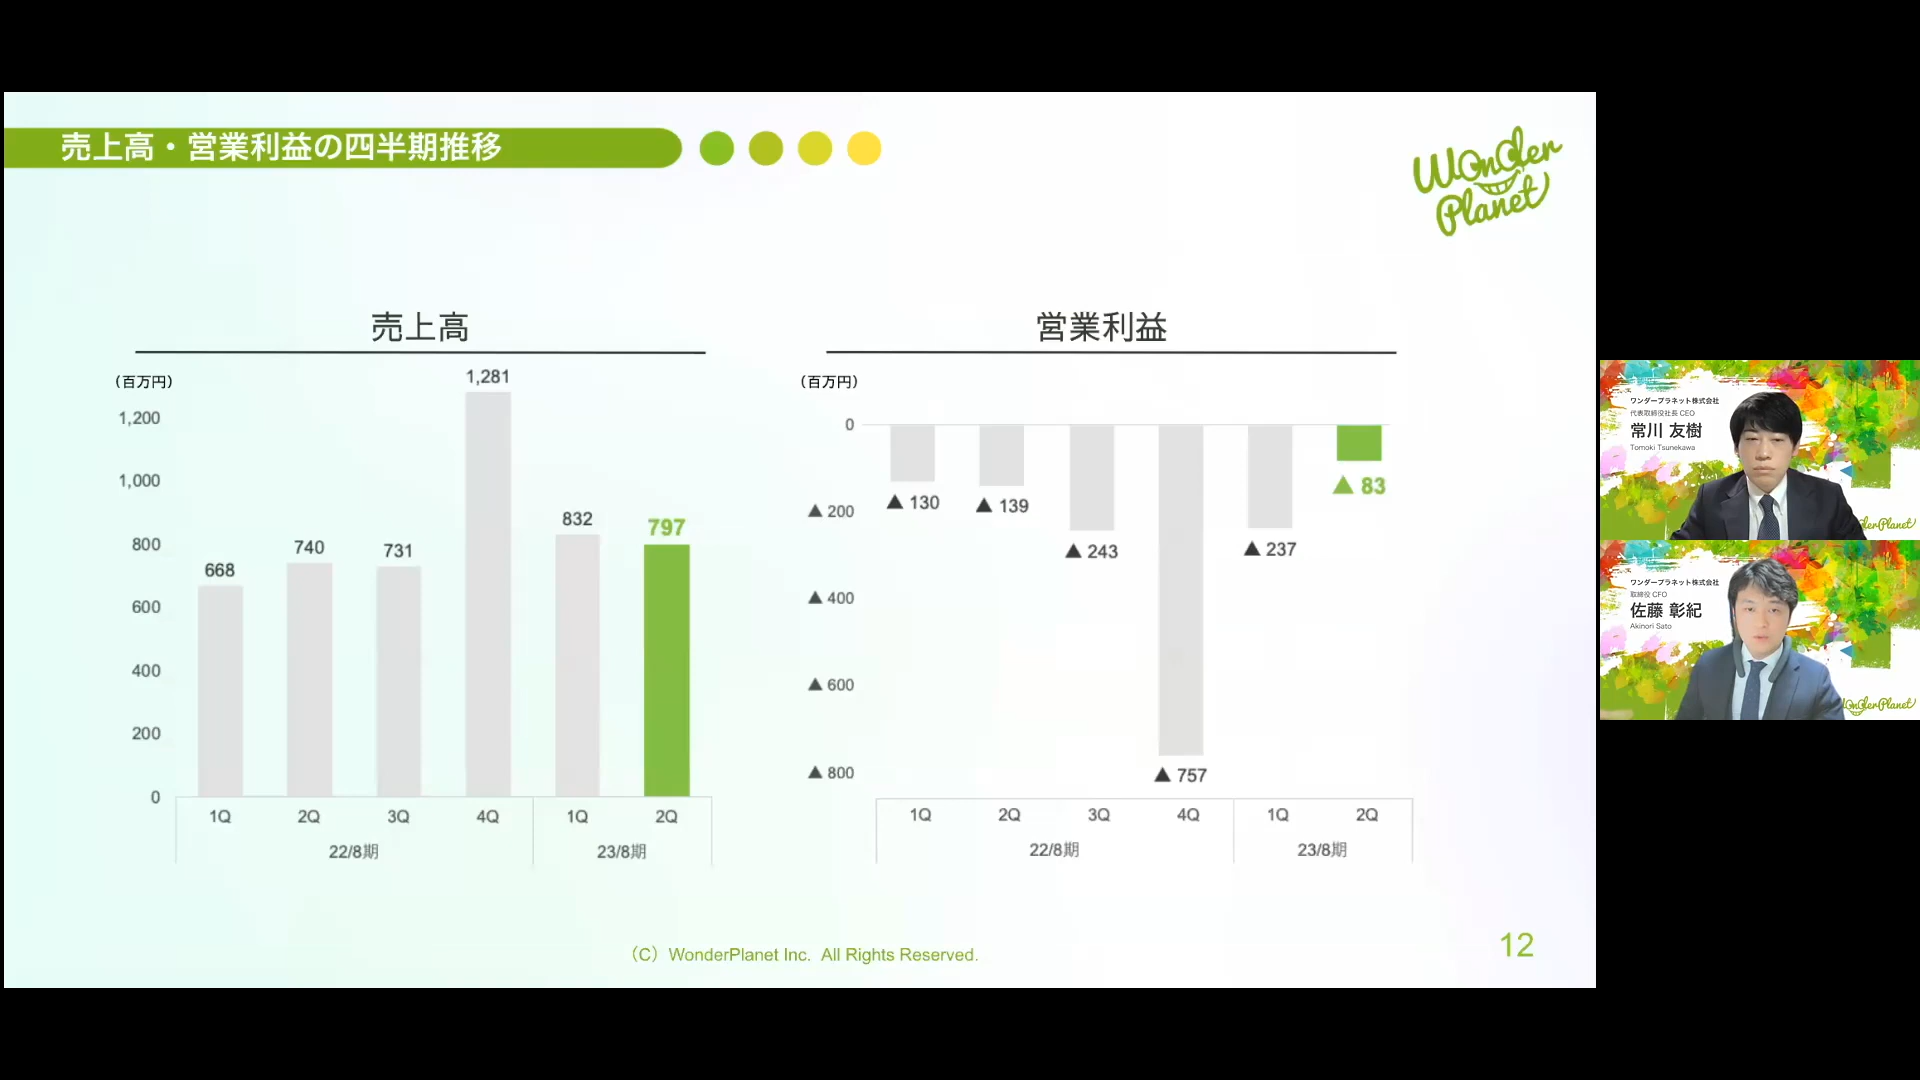 売上高・営業利益の四半期推移
Wonder
Planet
売上高
(百万円)
1,281
1,200
1,000
800
600
400
200
0
668
740
731
832
797
1Q 2Q 3Q 4Q 1Q 2Q
22/8期 23/8期
営業利益
(百万円)
0
▲ 200
▲ 400
▲ 600
▲ 800
▲ 130
▲ 139
▲ 243
▲ 757
▲ 237
▲ 83
1Q 2Q 3Q 4Q 1Q 2Q
22/8期 23/8期
（C）WonderPlanet Inc. All Rights Reserved.
12
ワンダープラネット株式会社
代表取締役社長 CEO
常川 友樹
Tomoki Tsunekawa
ワンダープラネット株式会社
取締役 CFO
佐藤 彰紀
Akinori Sato